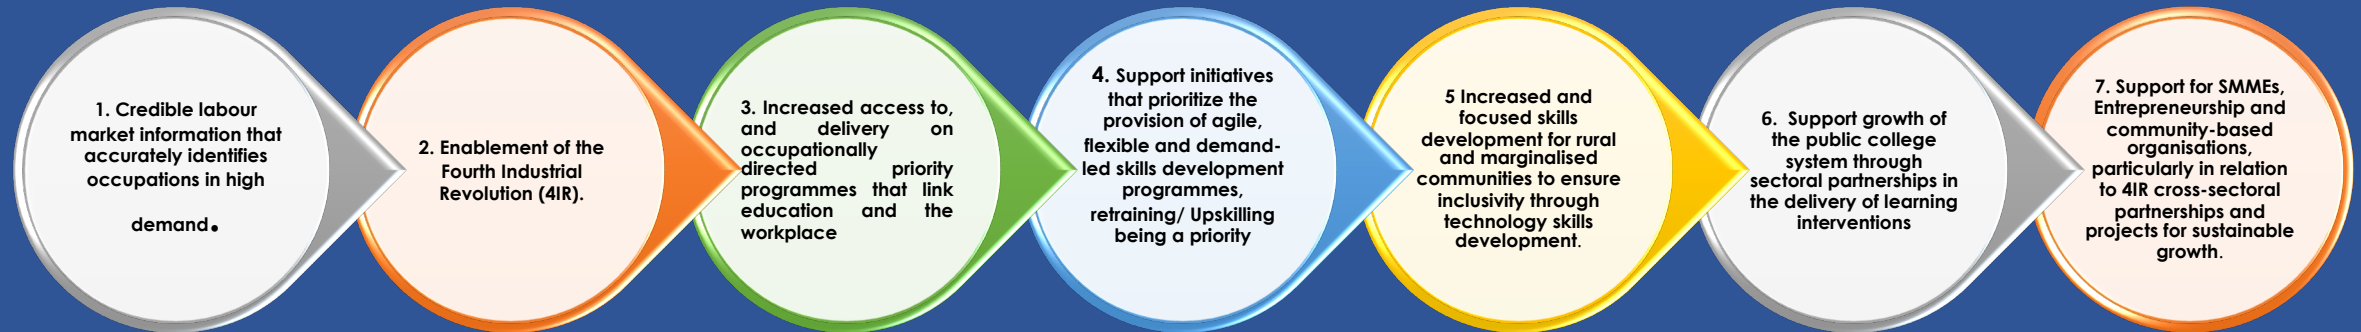 1. Credible labour
market information that
accurately identifies
occupations in high
demand.
2. Enablement of the
Fourth Industrial
Revolution (4IR).
3. Increased access to,
and delivery on
occupationally
directed priority
programmes that link
education and the
workplace
4. Support initiatives
that prioritize the
provision of agile,
flexible and demand-
led skills development
programmes,
retraining/ Upskilling
being a priority
5 Increased and
focused skills
development for rural
and marginalised
communities to ensure
inclusivity through
technology skills
development.
6. Support growth of
the public college
system through
sectoral partnerships in
the delivery of learning
interventions
7. Support for SMMEs,
Entrepreneurship and
community-based
organisations,
particularly in relation
to 4IR cross-sectoral
partnerships and
projects for sustainable
growth.